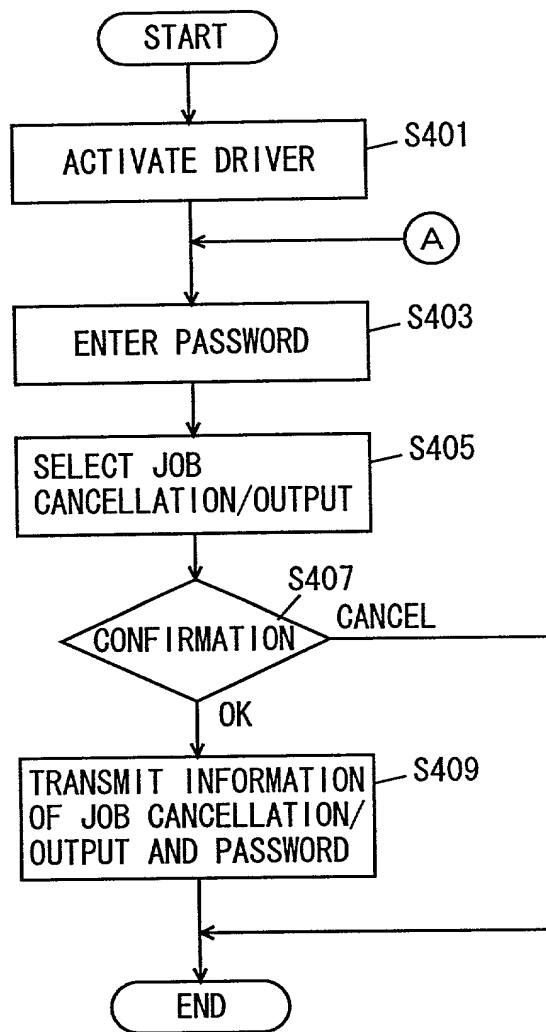 START
S401
ACTIVATE DRIVER
A
S403
ENTER PASSWORD
S405
SELECT JOB
CANCELLATION/OUTPUT
S407
CONFIRMATION
CANCEL
OK
S409
TRANSMIT INFORMATION
OF JOB CANCELLATION/
OUTPUT AND PASSWORD
END